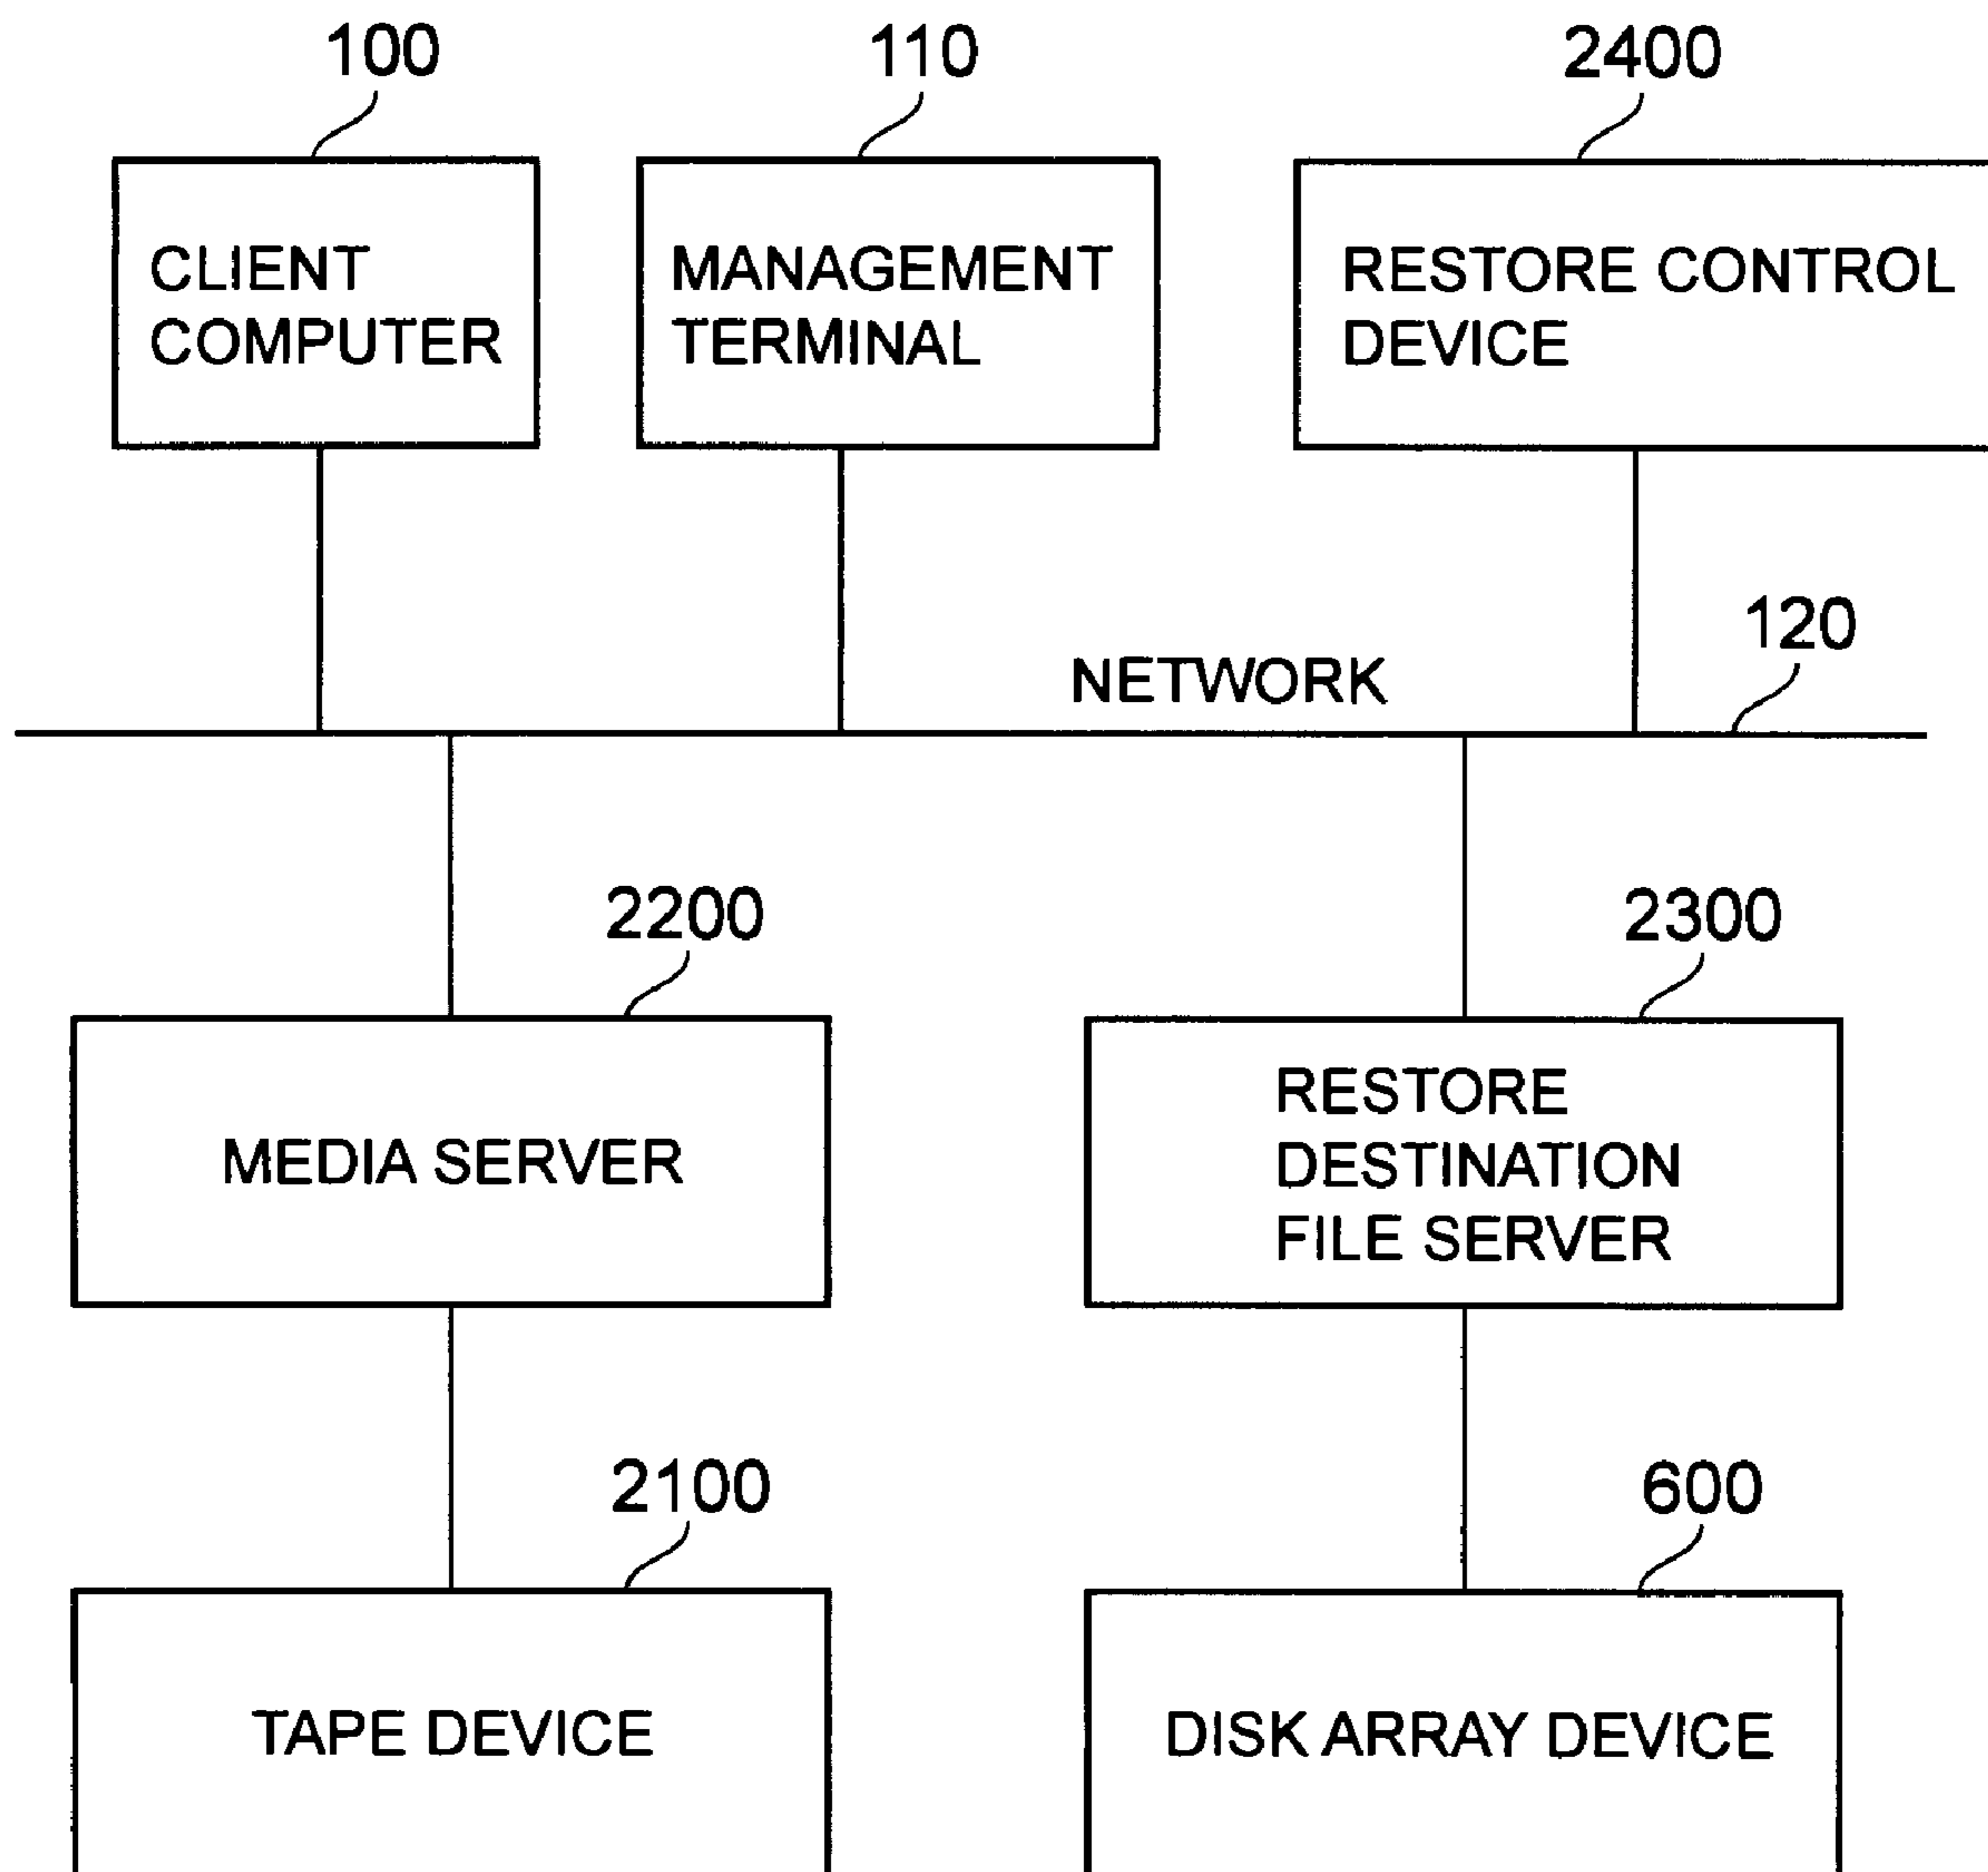 100
110
2400
CLIENT
COMPUTER
MANAGEMENT
TERMINAL
RESTORE CONTROL
DEVICE
120
NETWORK
2200
2300
MEDIA SERVER
RESTORE
DESTINATION
FILE SERVER
2100
600
TAPE DEVICE
DISK ARRAY DEVICE